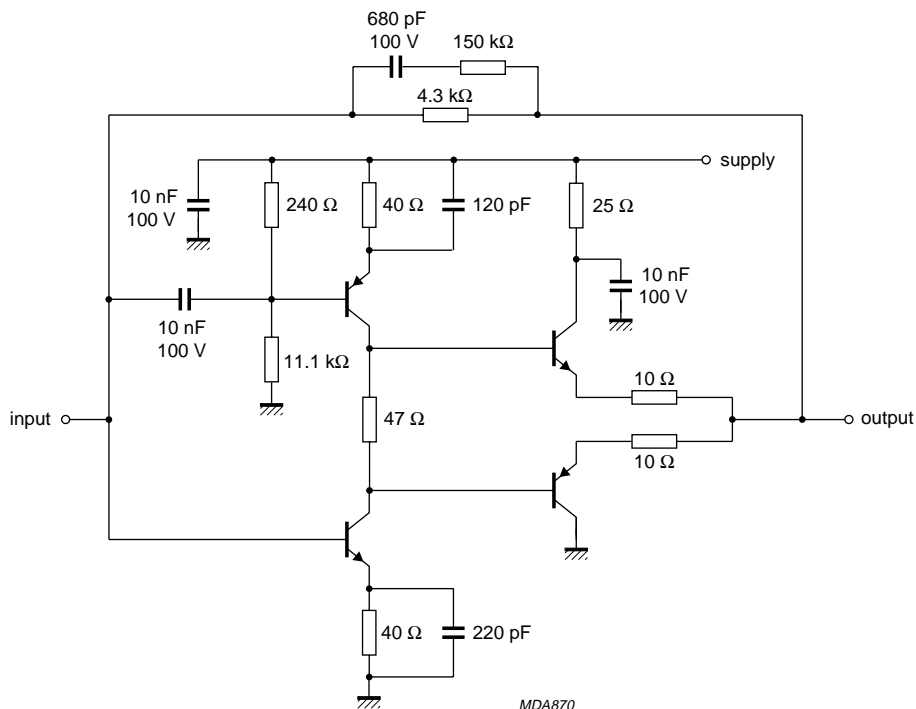 680 pF
100 V
150 kΩ
4.3 kΩ
supply
10 nF
100 V
240 Ω
40 Ω
120 pF
25 Ω
10 nF
100 V
10 nF
100 V
11.1 kΩ
10 Ω
input
47 Ω
output
10 Ω
40 Ω
220 pF
MDA870